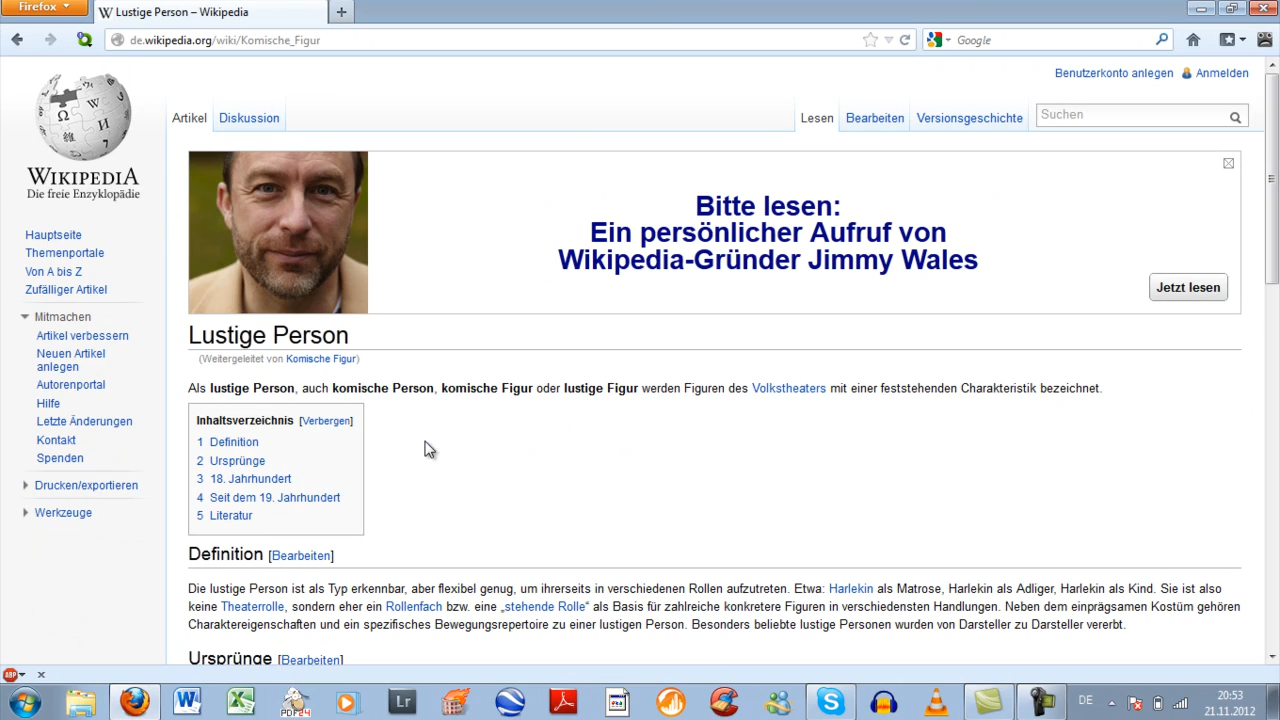 Firefox
Lustige Person – Wikipedia
de.wikipedia.org/wiki/Komische_Figur
Google
Benutzerkonto anlegen
Anmelden
Artikel
Diskussion
Lesen
Bearbeiten
Versionsgeschichte
Suchen
WIKIPEDIA
Die freie Enzyklopädie
Hauptseite
Themenportale
Von A bis Z
Zufälliger Artikel
Mitmachen
Artikel verbessern
Neuen Artikel
anlegen
Autorenportal
Hilfe
Letzte Änderungen
Kontakt
Spenden
Drucken/exportieren
Werkzeuge
Bitte lesen:
Ein persönlicher Aufruf von
Wikipedia-Gründer Jimmy Wales
Jetzt lesen
Lustige Person
(Weitergeleitet von Komische Figur)
Als lustige Person, auch komische Person, komische Figur oder lustige Figur werden Figuren des Volkstheaters mit einer feststehenden Charakteristik bezeichnet.
Inhaltsverzeichnis [Verbergen]
1 Definition
2 Ursprünge
3 18. Jahrhundert
4 Seit dem 19. Jahrhundert
5 Literatur
Definition [Bearbeiten]
Die lustige Person ist als Typ erkennbar, aber flexibel genug, um ihrerseits in verschiedenen Rollen aufzutreten. Etwa: Harlekin als Matrose, Harlekin als Adliger, Harlekin als Kind. Sie ist also
keine Theaterrolle, sondern eher ein Rollenfach bzw. eine „stehende Rolle“ als Basis für zahlreiche konkretere Figuren in verschiedensten Handlungen. Neben dem einprägsamen Kostüm gehören
Charaktereigenschaften und ein spezifisches Bewegungsrepertoire zu einer lustigen Person. Besonders beliebte lustige Personen wurden von Darsteller zu Darsteller vererbt.
Ursprünge [Bearbeiten]
ABP
PDF24
Lr
DE
20:53
21.11.2012